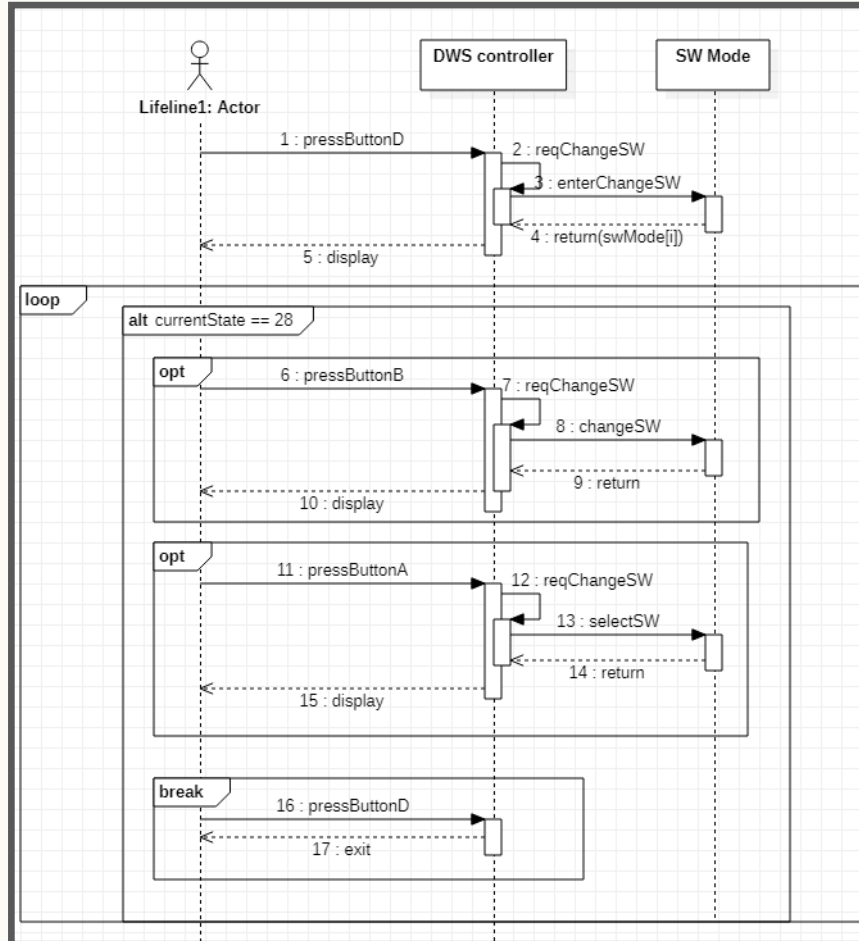 DWS controller
SW Mode
Lifeline1: Actor
1 : pressButtonD
2 : reqChangeSW
3 : enterChangeSW
4 : return(swMode[i])
5 : display
loop
alt currentState == 28
opt
6 : pressButtonB
7 : reqChangeSW
8 : changeSW
9 : return
10 : display
opt
11 : pressButtonA
12 : reqChangeSW
13 : selectSW
14 : return
15 : display
break
16 : pressButtonD
17 : exit